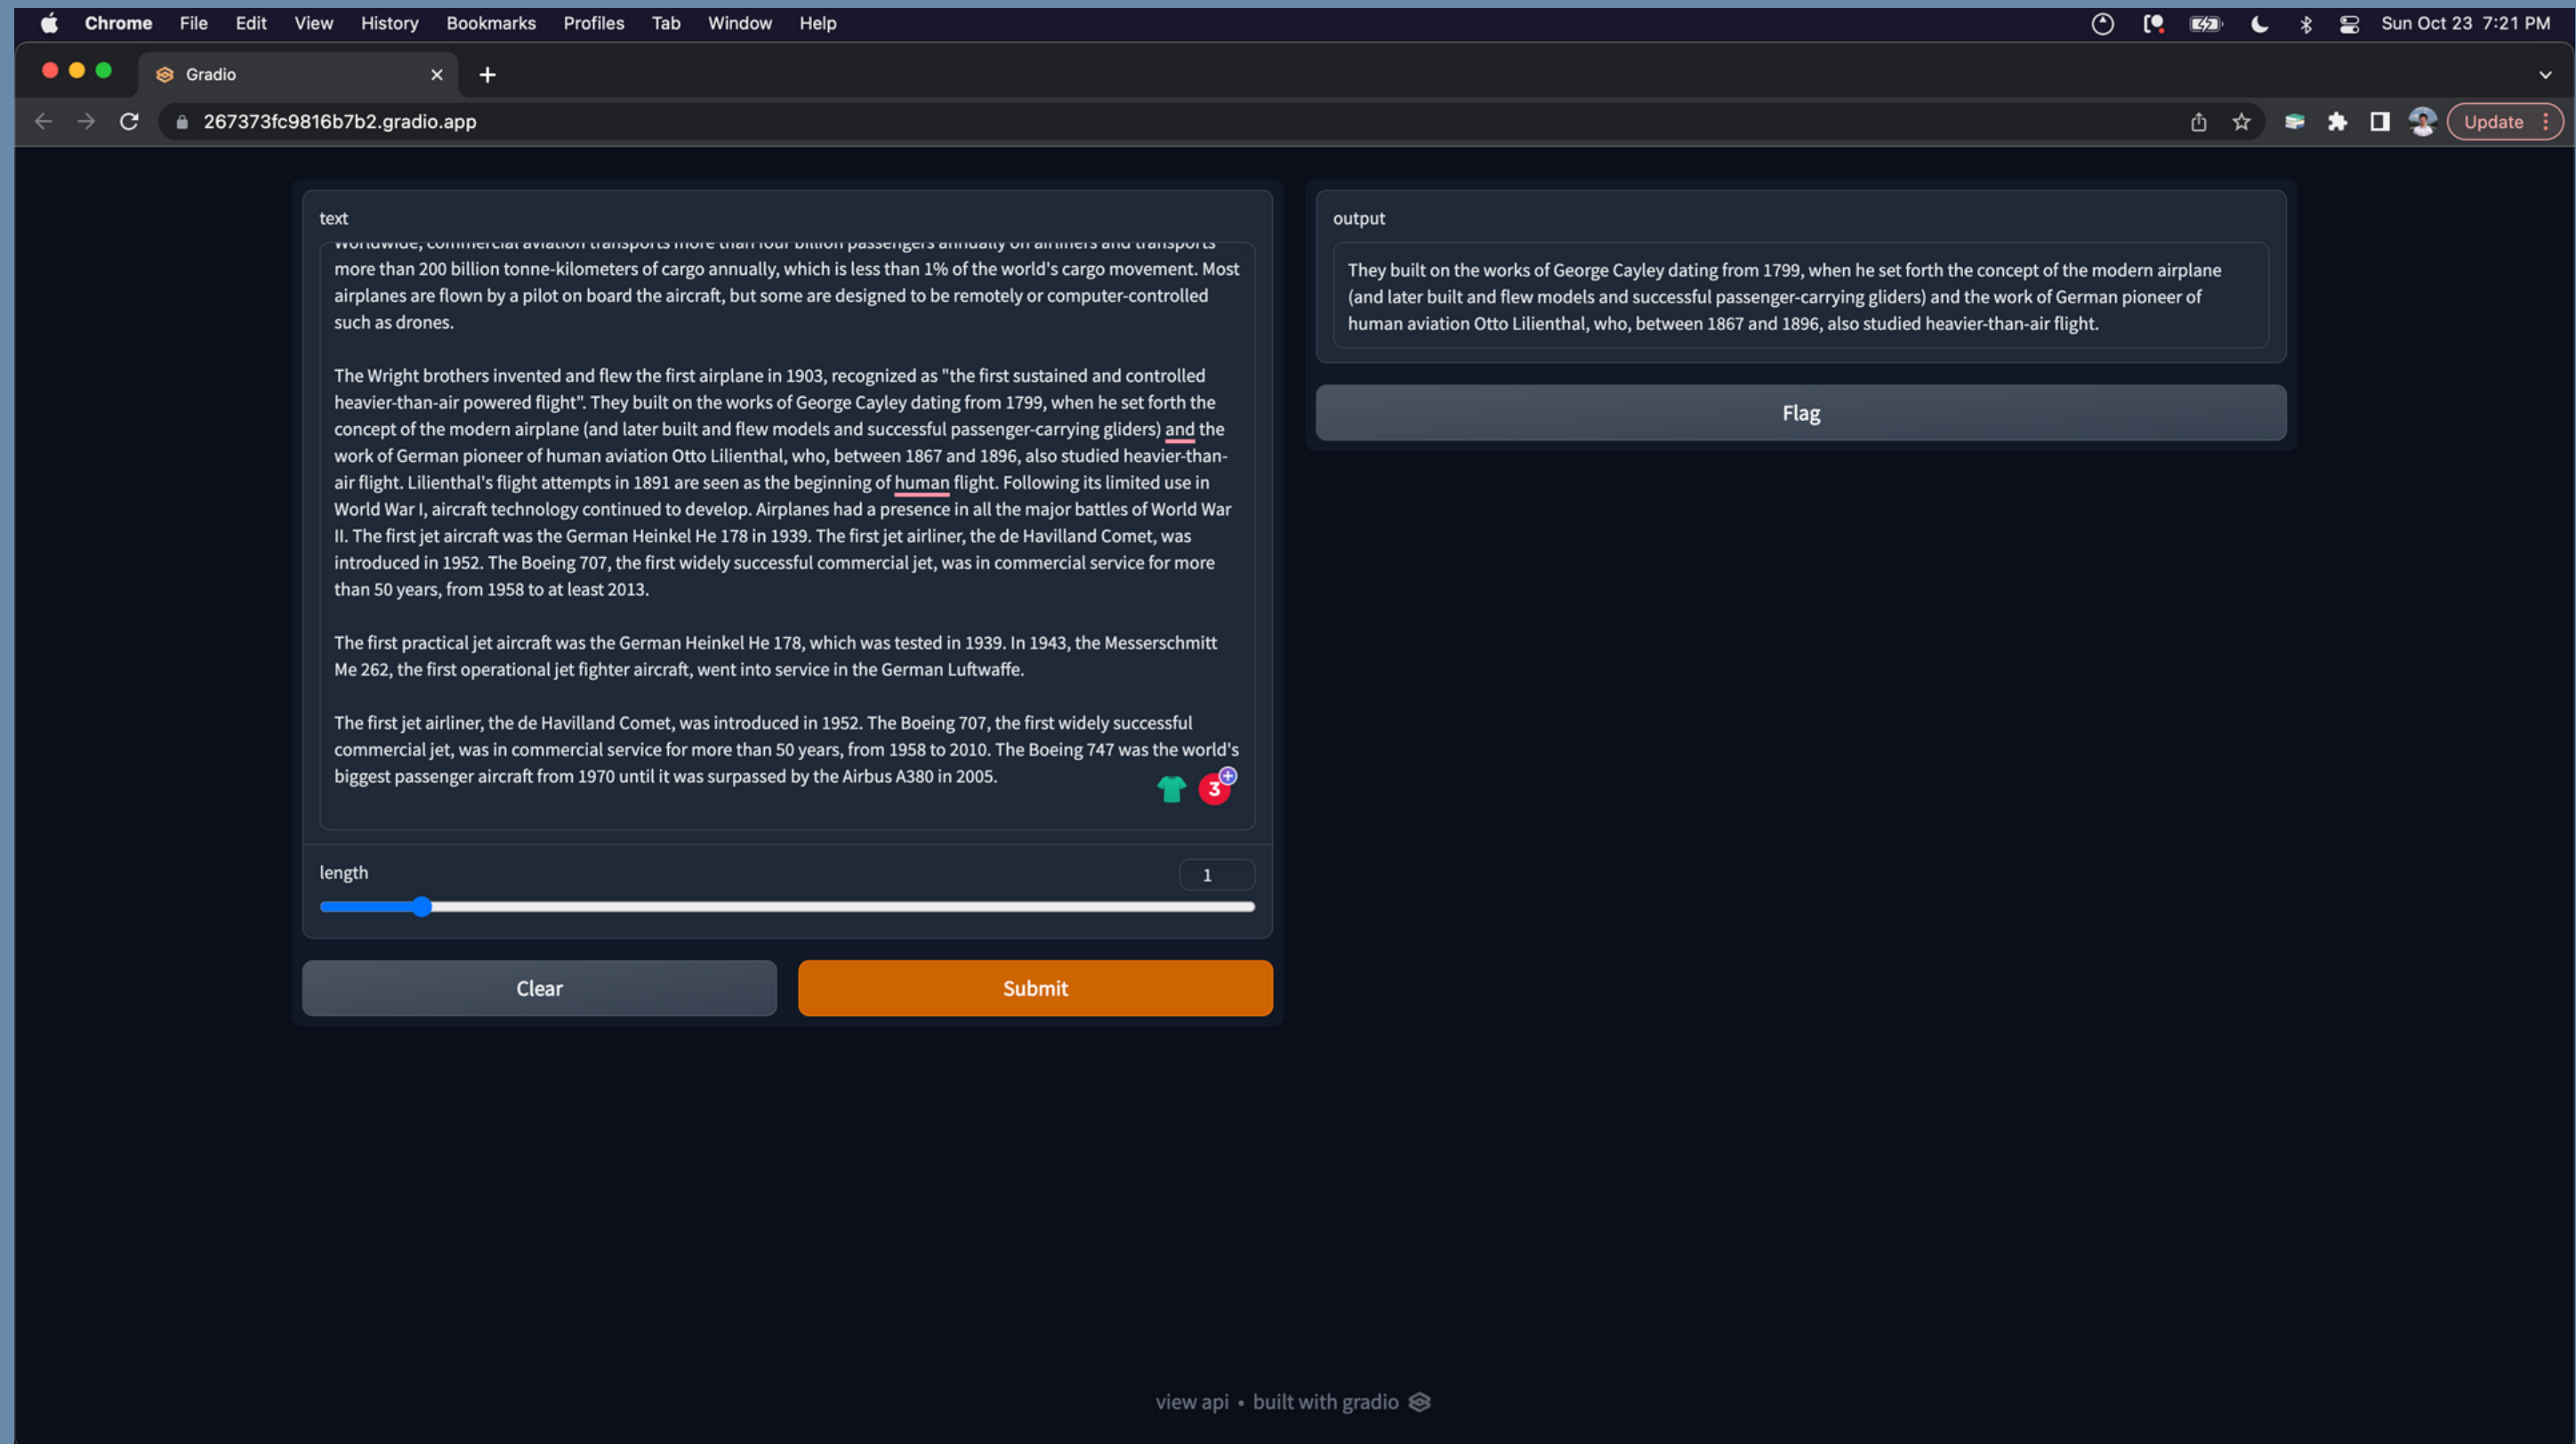 Chrome File Edit View History Bookmarks Profiles Tab Window Help Sun Oct 23 7:21 PM
Gradio
267373fc9816b7b2.gradio.app Update
text
Worldwide, commercial aviation transports more than four billion passengers annually on airliners and transports
more than 200 billion tonne-kilometers of cargo annually, which is less than 1% of the world's cargo movement. Most
airplanes are flown by a pilot on board the aircraft, but some are designed to be remotely or computer-controlled
such as drones.
The Wright brothers invented and flew the first airplane in 1903, recognized as "the first sustained and controlled
heavier-than-air powered flight". They built on the works of George Cayley dating from 1799, when he set forth the
concept of the modern airplane (and later built and flew models and successful passenger-carrying gliders) and the
work of German pioneer of human aviation Otto Lilienthal, who, between 1867 and 1896, also studied heavier-than-
air flight. Lilienthal's flight attempts in 1891 are seen as the beginning of human flight. Following its limited use in
World War I, aircraft technology continued to develop. Airplanes had a presence in all the major battles of World War
II. The first jet aircraft was the German Heinkel He 178 in 1939. The first jet airliner, the de Havilland Comet, was
introduced in 1952. The Boeing 707, the first widely successful commercial jet, was in commercial service for more
than 50 years, from 1958 to at least 2013.
The first practical jet aircraft was the German Heinkel He 178, which was tested in 1939. In 1943, the Messerschmitt
Me 262, the first operational jet fighter aircraft, went into service in the German Luftwaffe.
The first jet airliner, the de Havilland Comet, was introduced in 1952. The Boeing 707, the first widely successful
commercial jet, was in commercial service for more than 50 years, from 1958 to 2010. The Boeing 747 was the world's
biggest passenger aircraft from 1970 until it was surpassed by the Airbus A380 in 2005.
3
length 1
Clear Submit
output
They built on the works of George Cayley dating from 1799, when he set forth the concept of the modern airplane
(and later built and flew models and successful passenger-carrying gliders) and the work of German pioneer of
human aviation Otto Lilienthal, who, between 1867 and 1896, also studied heavier-than-air flight.
Flag
view api • built with gradio